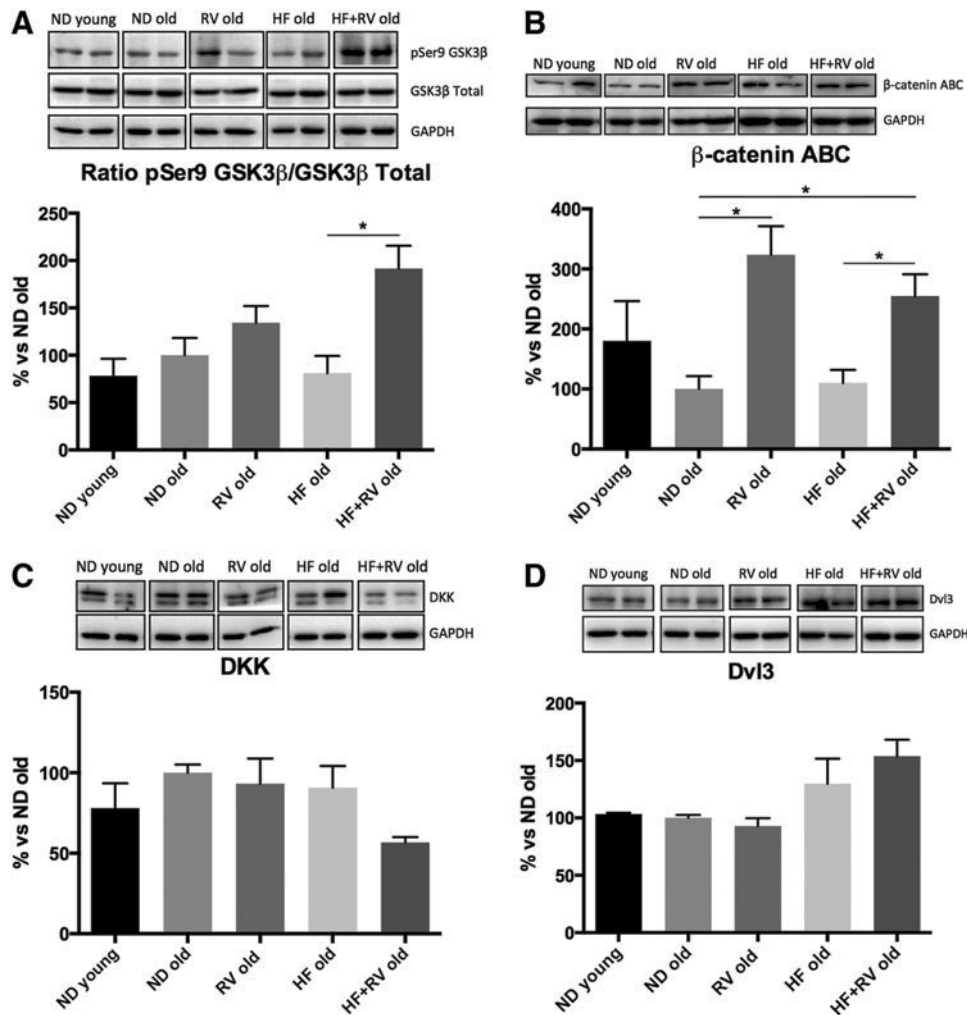 A
ND young ND old RV old HF old HF+RV old
pSer9 GSK3β
GSK3β Total
GAPDH
Ratio pSer9 GSK3β/GSK3β Total
% vs ND old
250
200
150
100
50
0
*
ND young
ND old
RV old
HF old
HF+RV old
B
ND young ND old RV old HF old HF+RV old
β-catenin ABC
GAPDH
β-catenin ABC
% vs ND old
400
300
200
100
0
*
*
*
ND young
ND old
RV old
HF old
HF+RV old
C
ND young ND old RV old HF old HF+RV old
DKK
GAPDH
DKK
% vs ND old
150
100
50
0
ND young
ND old
RV old
HF old
HF+RV old
D
ND young ND old RV old HF old HF+RV old
Dvl3
GAPDH
Dvl3
% vs ND old
200
150
100
50
0
ND young
ND old
RV old
HF old
HF+RV old